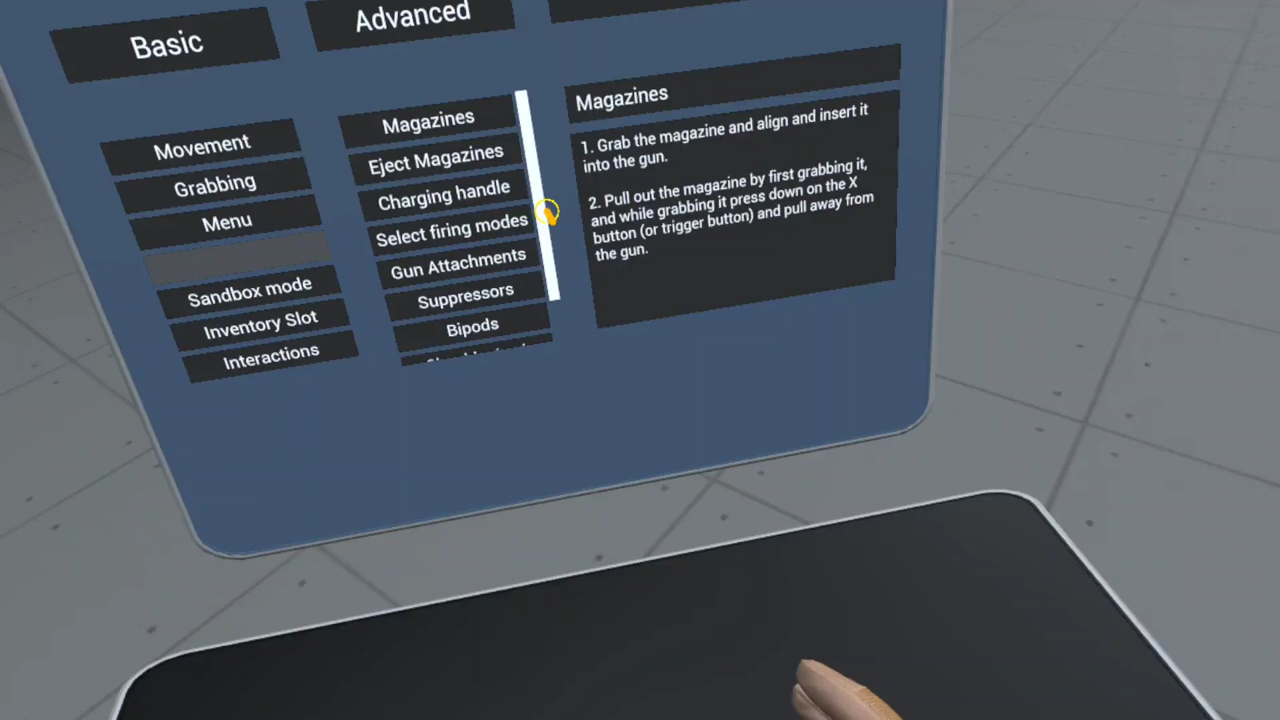 Basic
Advanced
Movement
Grabbing
Menu
Sandbox mode
Inventory Slot
Interactions
Magazines
Eject Magazines
Charging handle
Select firing modes
Gun Attachments
Suppressors
Bipods
Magazines
1. Grab the magazine and align and insert it
into the gun.
2. Pull out the magazine by first grabbing it,
and while grabbing it press down on the X
button (or trigger button) and pull away from
the gun.